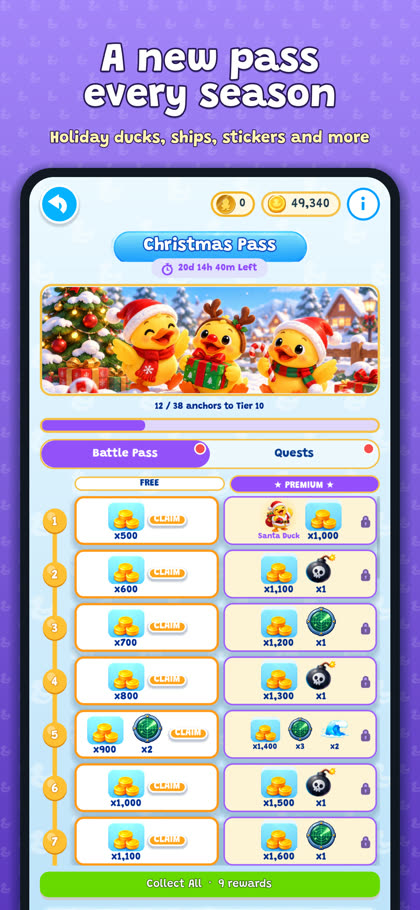 A new pass
every season
Holiday ducks, ships, stickers and more
0
49,340
i
Christmas Pass
20d 14h 40m Left
12 / 38 anchors to Tier 10
Battle Pass
Quests
FREE
★ PREMIUM ★
1
x500
CLAIM
Santa Duck
x1,000
2
x600
CLAIM
x1,100
x1
3
x700
CLAIM
x1,200
x1
4
x800
CLAIM
x1,300
x1
5
x900
x2
CLAIM
x1,400
x3
x2
6
x1,000
CLAIM
x1,500
x1
7
x1,100
CLAIM
x1,600
x1
Collect All · 9 rewards